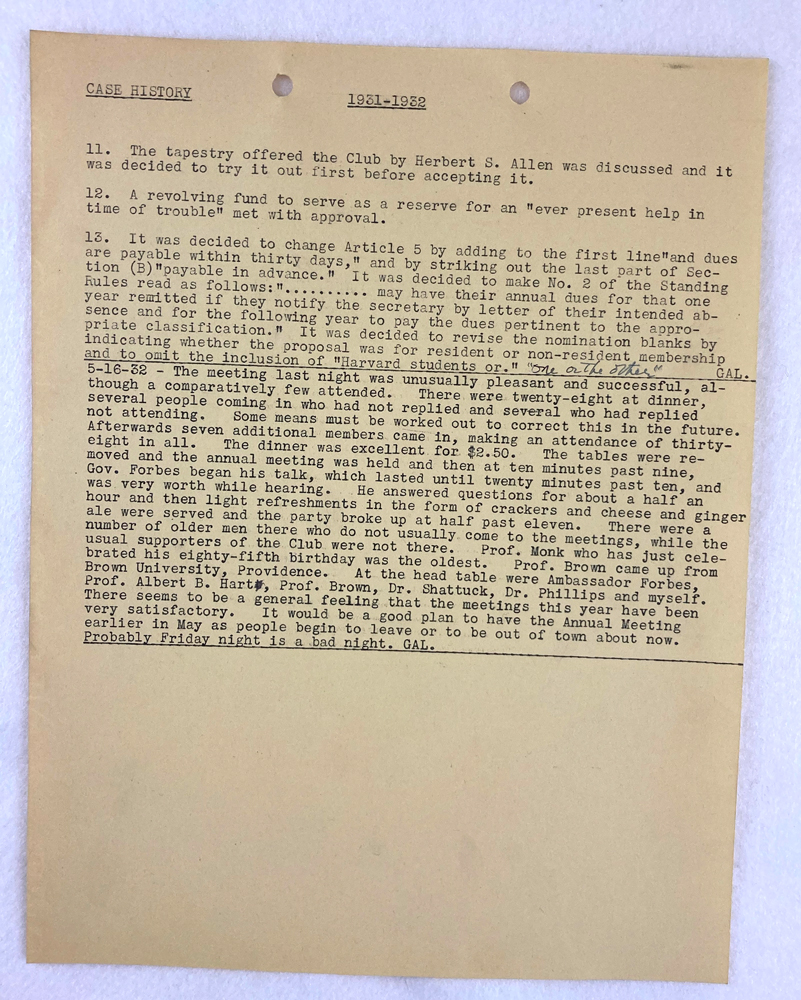 CASE HISTORY
1931-1932
11.  The tapestry offered the Club by Herbert S. Allen was discussed and it
was decided to try it out first before accepting it.
12.  A revolving fund to serve as a reserve for an "ever present help in
time of trouble" met with approval.
13.  It was decided to change Article 5 by adding to the first line"and dues
are payable within thirty days," and by striking out the last part of Sec-
tion (B)"payable in advance."  It was decided to make No. 2 of the Standing
Rules read as follows:".......... may have their annual dues for that one
year remitted if they notify the secretary by letter of their intended ab-
sence and for the following year to pay the dues pertinent to the appro-
priate classification."  It was decided to revise the nomination blanks by
indicating whether the proposal was for resident or non-resident membership
and to omit the inclusion of "Harvard students or." "one or the other"  GAL.
5-16-32 - The meeting last night was unusually pleasant and successful, al-
though a comparatively few attended.  There were twenty-eight at dinner,
several people coming in who had not replied and several who had replied
not attending.  Some means must be worked out to correct this in the future.
Afterwards seven additional members came in, making an attendance of thirty-
eight in all.  The dinner was excellent for $2.50.  The tables were re-
moved and the annual meeting was held and then at ten minutes past nine,
Gov. Forbes began his talk, which lasted until twenty minutes past ten, and
was very worth while hearing.  He answered questions for about a half an
hour and then light refreshments in the form of crackers and cheese and ginger
ale were served and the party broke up at half past eleven.  There were a
number of older men there who do not usually come to the meetings, while the
usual supporters of the Club were not there.  Prof. Monk who has just cele-
brated his eighty-fifth birthday was the oldest.  Prof. Brown came up from
Brown University, Providence.  At the head table were Ambassador Forbes,
Prof. Albert B. Hart, Prof. Brown, Dr. Shattuck, Dr. Phillips and myself.
There seems to be a general feeling that the meetings this year have been
very satisfactory.  It would be a good plan to have the Annual Meeting
earlier in May as people begin to leave or to be out of town about now.
Probably Friday night is a bad night. GAL.